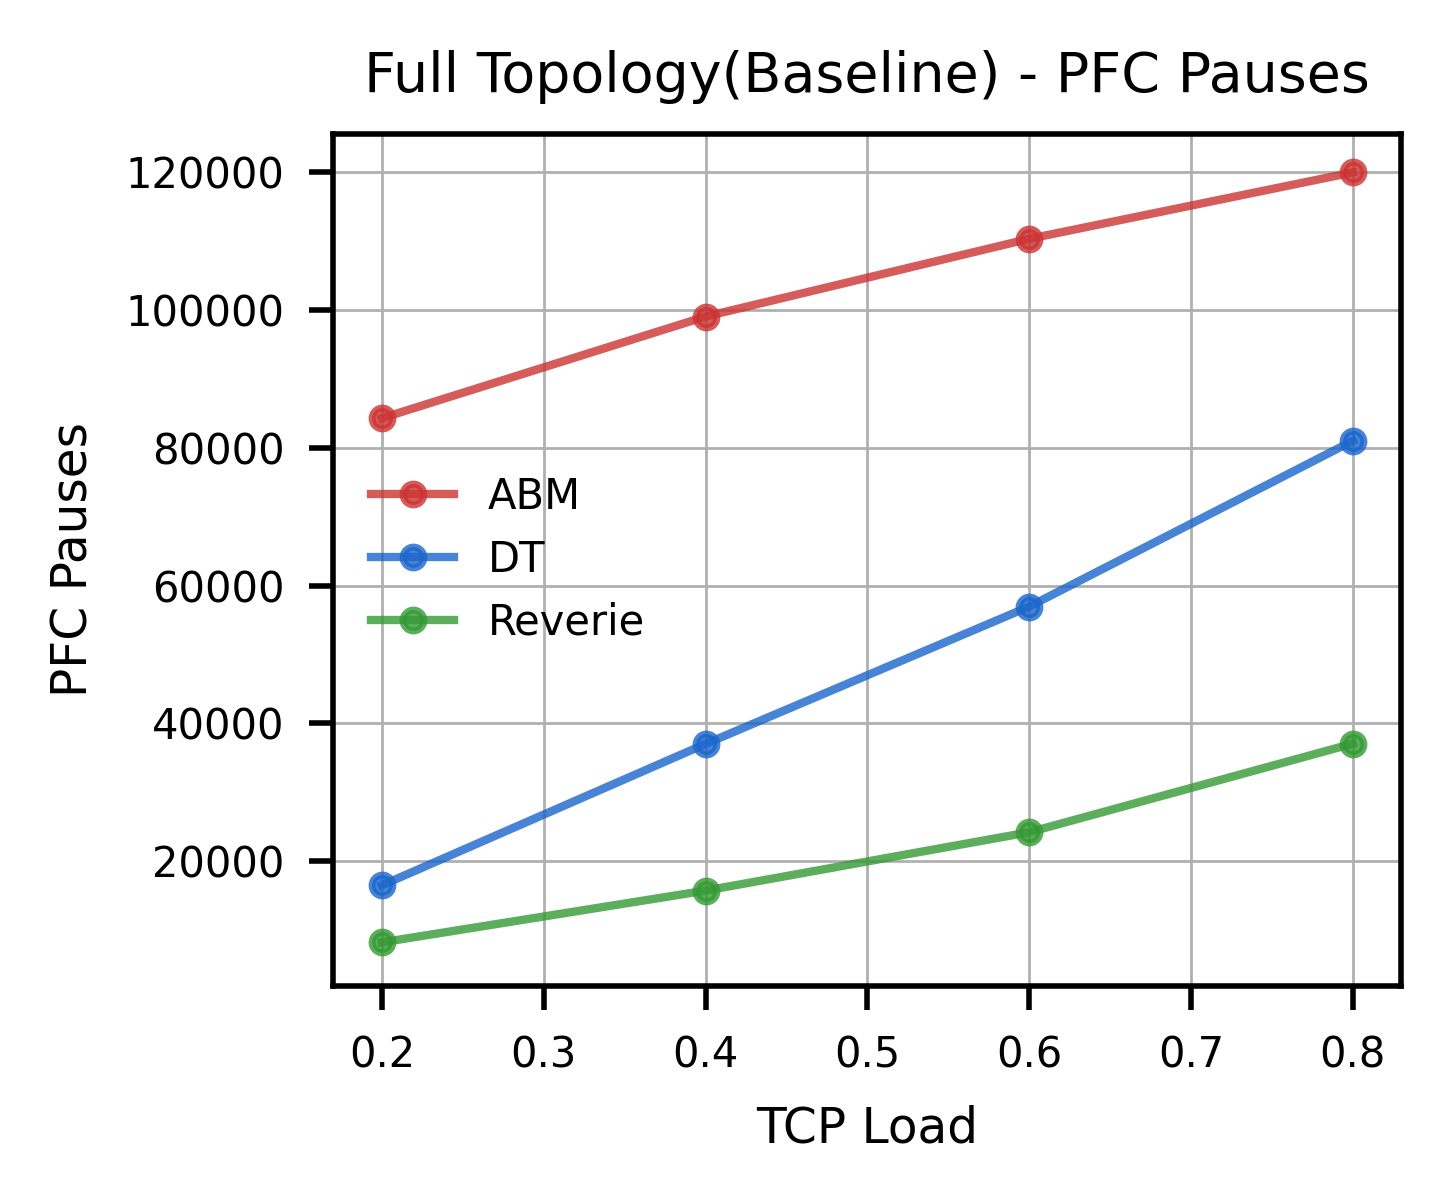 Full Topology(Baseline) - PFC Pauses
120000
100000
80000
60000
40000
20000
PFC Pauses
ABM
DT
Reverie
0.2 0.3 0.4 0.5 0.6 0.7 0.8
TCP Load